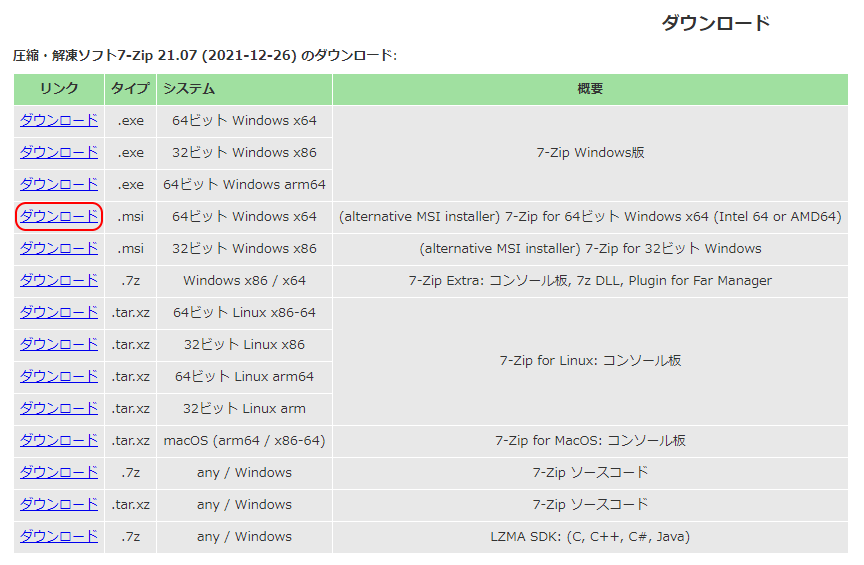 ダウンロード
圧縮・解凍ソフト7-Zip 21.07 (2021-12-26) のダウンロード:
リンク タイプ システム 概要
ダウンロード .exe 64ビット Windows x64
ダウンロード .exe 32ビット Windows x86 7-Zip Windows版
ダウンロード .exe 64ビット Windows arm64
ダウンロード .msi 64ビット Windows x64 (alternative MSI installer) 7-Zip for 64ビット Windows x64 (Intel 64 or AMD64)
ダウンロード .msi 32ビット Windows x86 (alternative MSI installer) 7-Zip for 32ビット Windows
ダウンロード .7z Windows x86 / x64 7-Zip Extra: コンソール板, 7z DLL, Plugin for Far Manager
ダウンロード .tar.xz 64ビット Linux x86-64
ダウンロード .tar.xz 32ビット Linux x86
7-Zip for Linux: コンソール板
ダウンロード .tar.xz 64ビット Linux arm64
ダウンロード .tar.xz 32ビット Linux arm
ダウンロード .tar.xz macOS (arm64 / x86-64) 7-Zip for MacOS: コンソール板
ダウンロード .7z any / Windows 7-Zip ソースコード
ダウンロード .tar.xz any / Windows 7-Zip ソースコード
ダウンロード .7z any / Windows LZMA SDK: (C, C++, C#, Java)